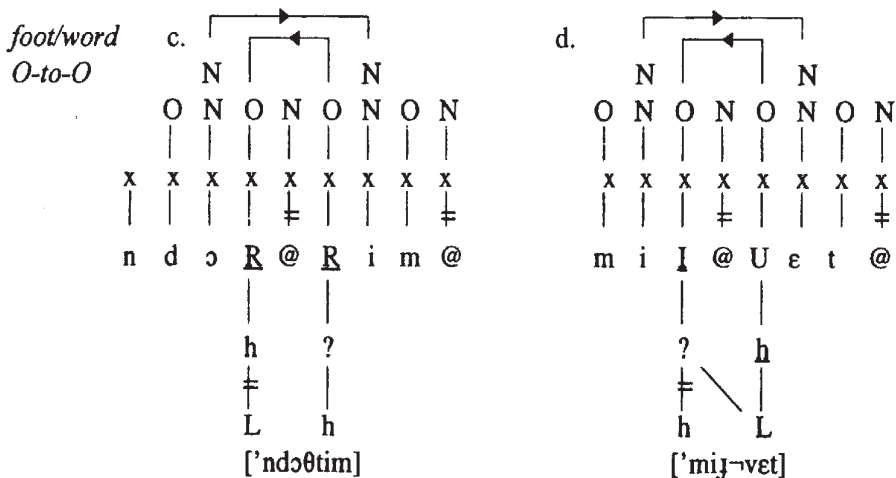 foot/word c. d.
O-to-O N N N N
O N O N O N O N O N O N O N O N
x x x x x x x x x x x x x x x x x
n d ɔ R @ R i m @ m i I @ U ɛ t @
h ? ? h
L h h L
['ndɔθtim] ['miɟ¬vɛt]